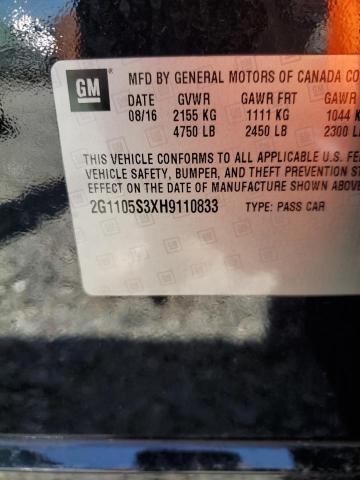 GM
MFD BY GENERAL MOTORS OF CANADA CO
DATE GVWR GAWR FRT GAWR
08/16 2155 KG 1111 KG 1044 K
4750 LB 2450 LB 2300 L
THIS VEHICLE CONFORMS TO ALL APPLICABLE U.S. FE
VEHICLE SAFETY, BUMPER, AND THEFT PREVENTION ST
EFFECT ON THE DATE OF MANUFACTURE SHOWN ABOVE
2G1105S3XH9110833 TYPE: PASS CAR